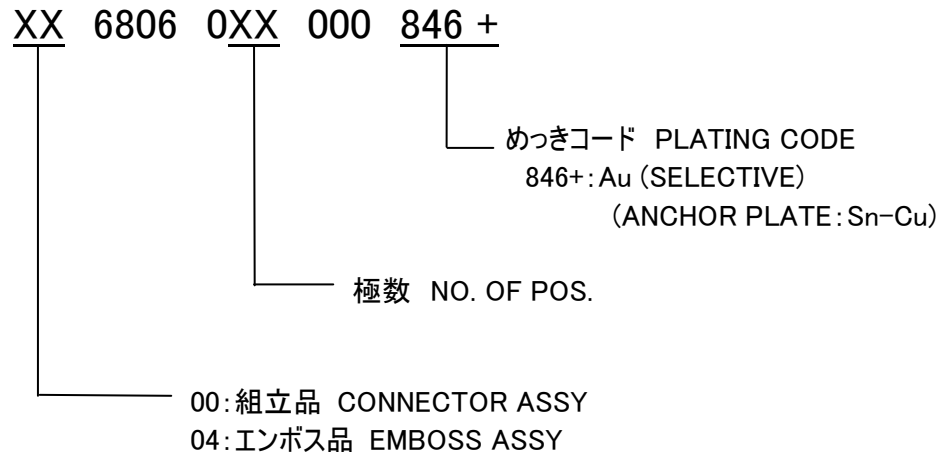 XX 6806 0XX 000 846 +
めっきコード PLATING CODE
846+:Au (SELECTIVE)
(ANCHOR PLATE:Sn-Cu)
極数 NO. OF POS.
00:組立品 CONNECTOR ASSY
04:エンボス品 EMBOSS ASSY